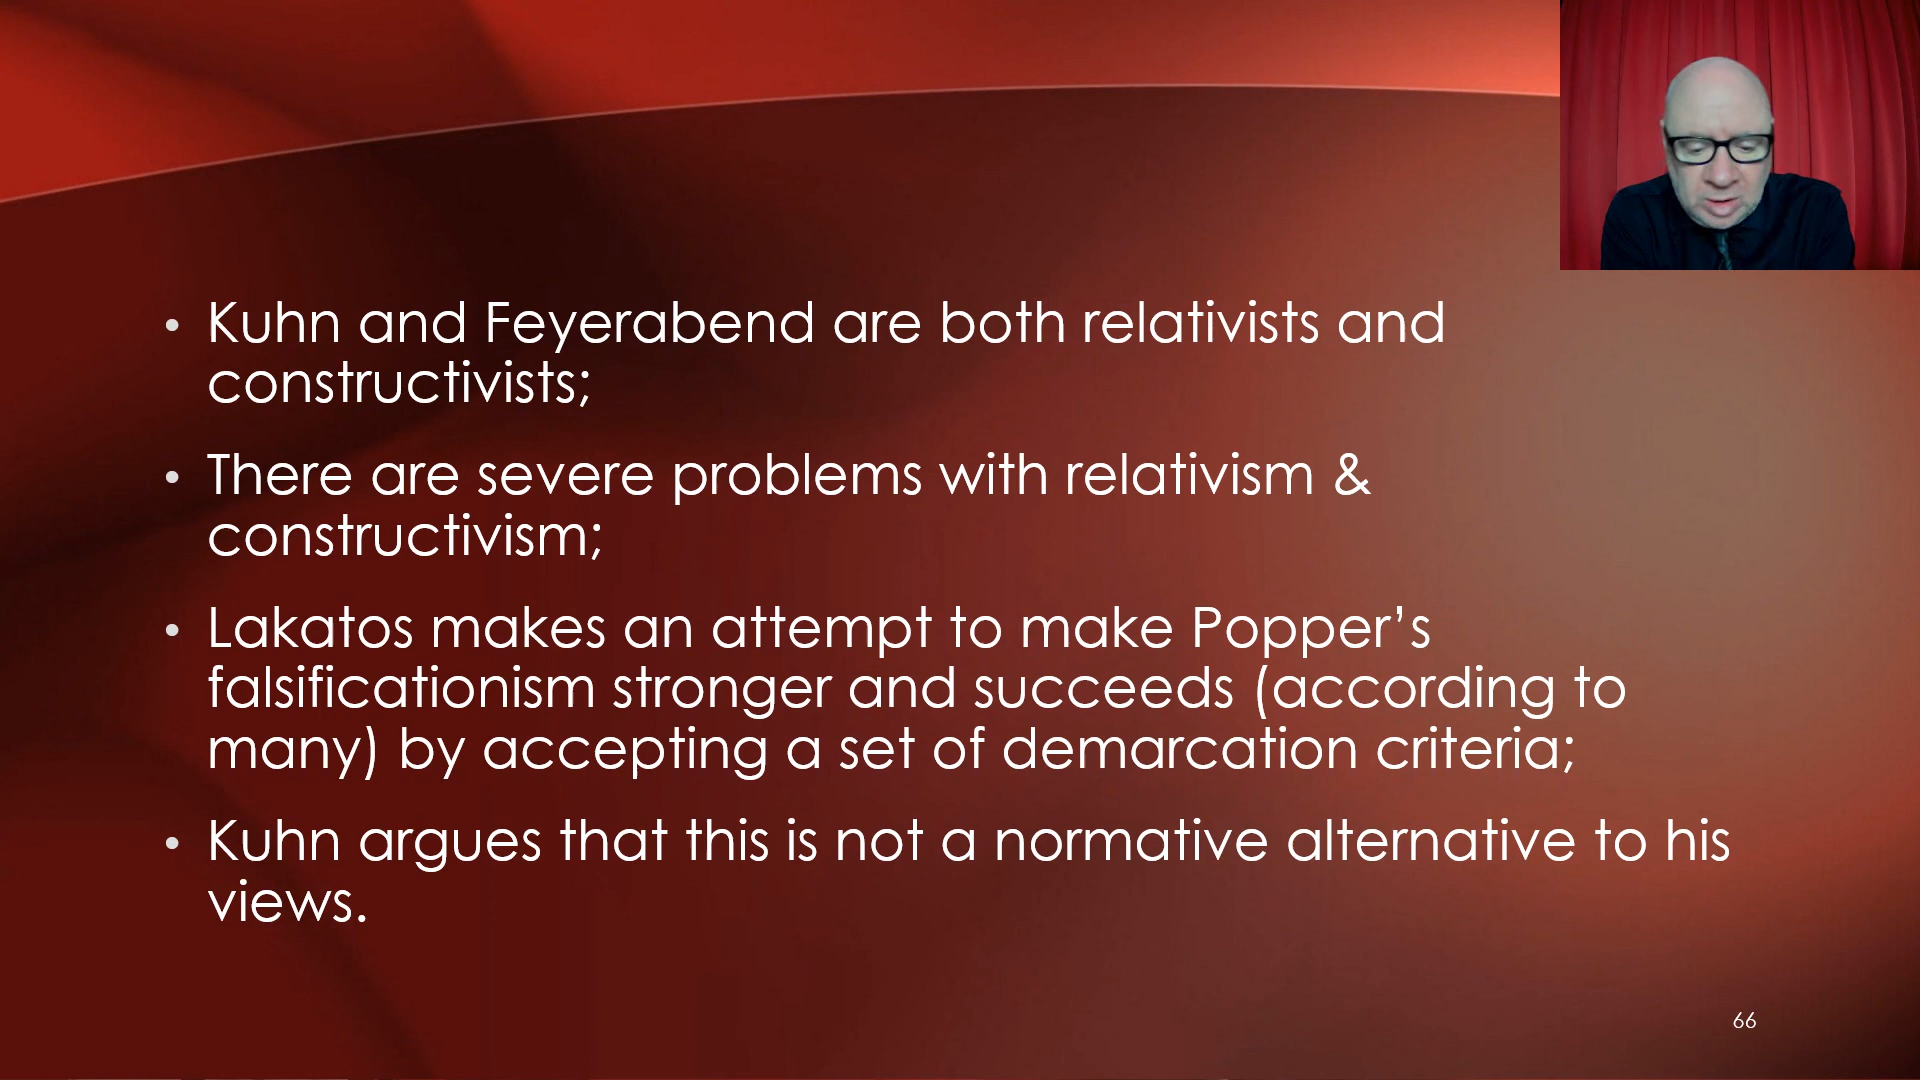 • Kuhn and Feyerabend are both relativists and
constructivists;
• There are severe problems with relativism &
constructivism;
• Lakatos makes an attempt to make Popper’s
falsificationism stronger and succeeds (according to
many) by accepting a set of demarcation criteria;
• Kuhn argues that this is not a normative alternative to his
views.
66